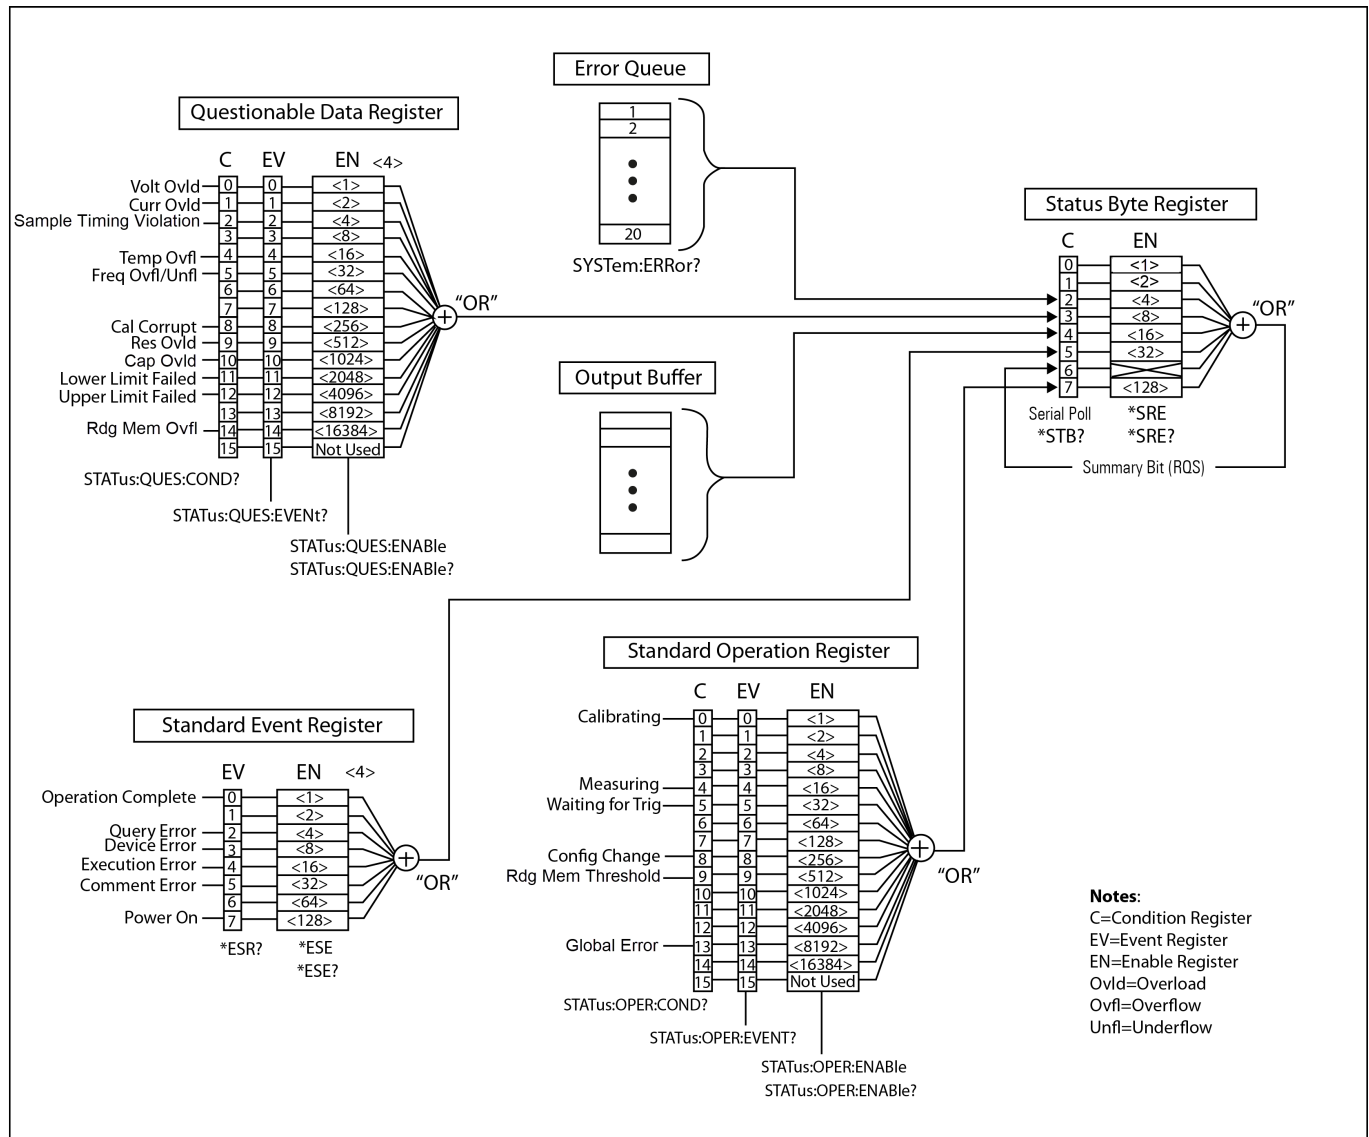 Error Queue
1
2
20
SYSTem:ERRor?
Questionable Data Register
C EV EN <4>
Volt Ovld 0 0 <1>
Curr Ovld 1 1 <2>
Sample Timing Violation 2 2 <4>
3 3 <8>
Temp Ovfl 4 4 <16>
Freq Ovfl/Unfl 5 5 <32>
6 6 <64>
7 7 <128>
Cal Corrupt 8 8 <256>
Res Ovld 9 9 <512>
Cap Ovld 10 10 <1024>
Lower Limit Failed 11 11 <2048>
Upper Limit Failed 12 12 <4096>
13 13 <8192>
Rdg Mem Ovfl 14 14 <16384>
15 15 Not Used
"OR"
STATus:QUES:COND?
STATus:QUES:EVENt?
STATus:QUES:ENABle
STATus:QUES:ENABle?
Output Buffer
Status Byte Register
C EN
0 <1>
1 <2>
2 <4>
3 <8>
4 <16>
5 <32>
6
7 <128>
"OR"
Serial Poll *SRE
*STB? *SRE?
Summary Bit (RQS)
Standard Event Register
EV EN <4>
Operation Complete 0 <1>
1 <2>
Query Error 2 <4>
Device Error 3 <8>
Execution Error 4 <16>
Comment Error 5 <32>
6 <64>
Power On 7 <128>
"OR"
*ESR? *ESE
*ESE?
Standard Operation Register
C EV EN
Calibrating 0 0 <1>
1 1 <2>
2 2 <4>
3 3 <8>
Measuring 4 4 <16>
Waiting for Trig 5 5 <32>
6 6 <64>
7 7 <128>
Config Change 8 8 <256>
Rdg Mem Threshold 9 9 <512>
10 10 <1024>
11 11 <2048>
12 12 <4096>
Global Error 13 13 <8192>
14 14 <16384>
15 15 Not Used
"OR"
STATus:OPER:COND?
STATus:OPER:EVENT?
STATus:OPER:ENABle
STATus:OPER:ENABle?
Notes:
C=Condition Register
EV=Event Register
EN=Enable Register
Ovld=Overload
Ovfl=Overflow
Unfl=Underflow